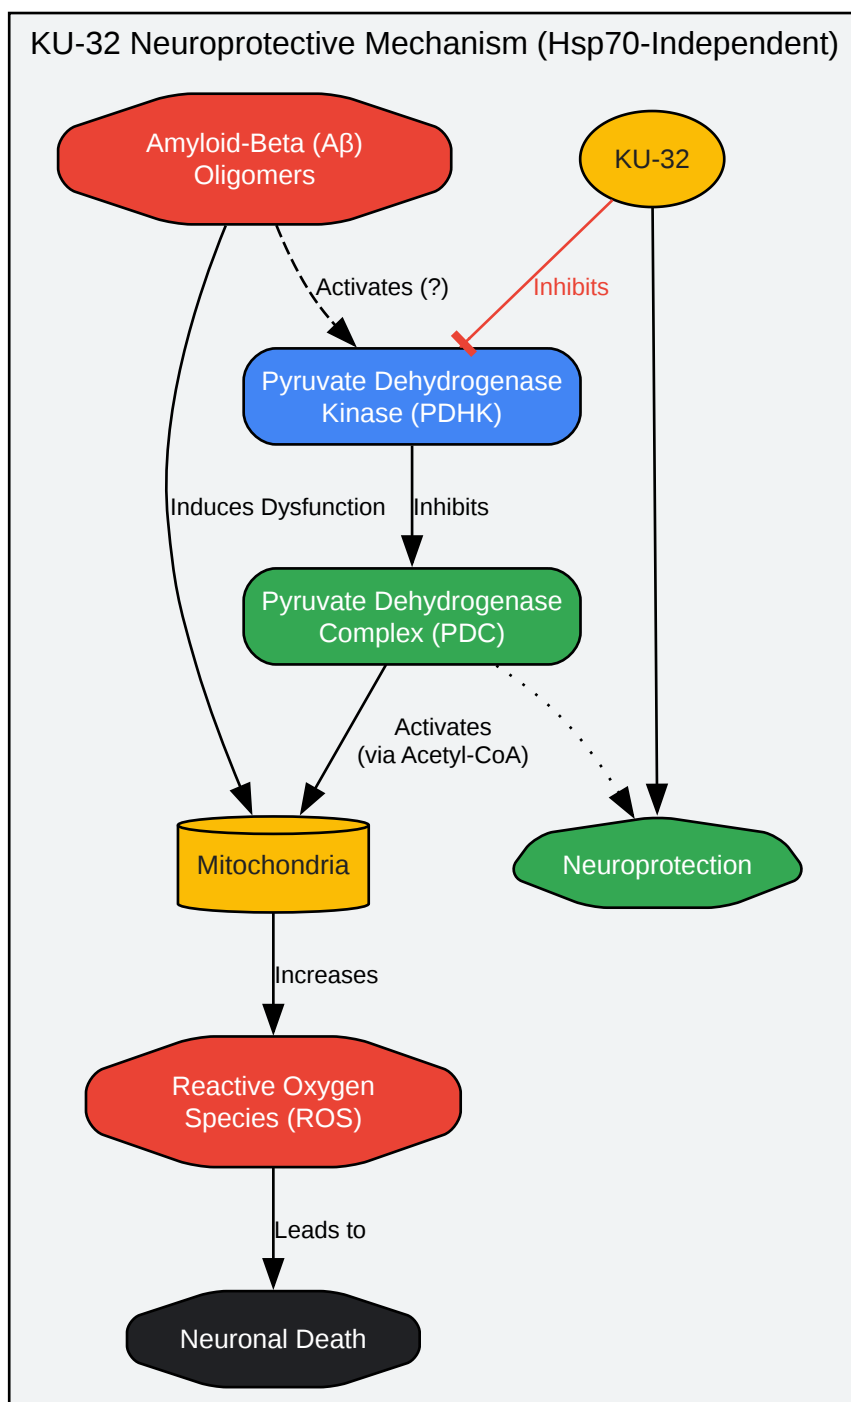 KU-32 Neuroprotective Mechanism (Hsp70-Independent)
Amyloid-Beta (Aβ)
Oligomers
KU-32
Activates (?)
Inhibits
Pyruvate Dehydrogenase
Kinase (PDHK)
Induces Dysfunction
Inhibits
Pyruvate Dehydrogenase
Complex (PDC)
Activates
(via Acetyl-CoA)
Mitochondria
Neuroprotection
Increases
Reactive Oxygen
Species (ROS)
Leads to
Neuronal Death